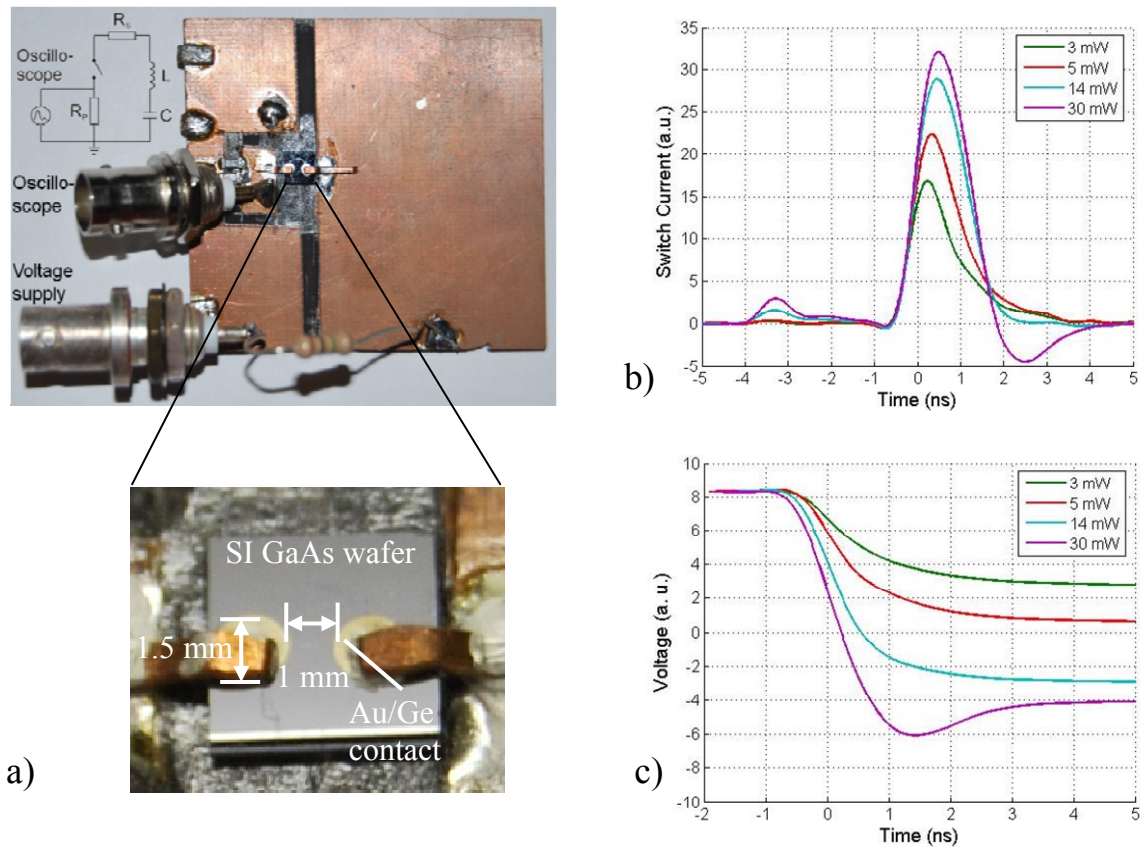 R_S
Oscillo-
scope
L
R_P
C
Oscillo-
scope
Voltage
supply
SI GaAs wafer
1.5 mm
1 mm
Au/Ge
contact
a)
35
30
25
20
15
10
5
0
-5
-5
-4
-3
-2
-1
0
1
2
3
4
5
Switch Current (a.u.)
Time (ns)
3 mW
5 mW
14 mW
30 mW
b)
10
8
6
4
2
0
-2
-4
-6
-8
-10
-2
-1
0
1
2
3
4
5
Voltage (a. u.)
Time (ns)
3 mW
5 mW
14 mW
30 mW
c)